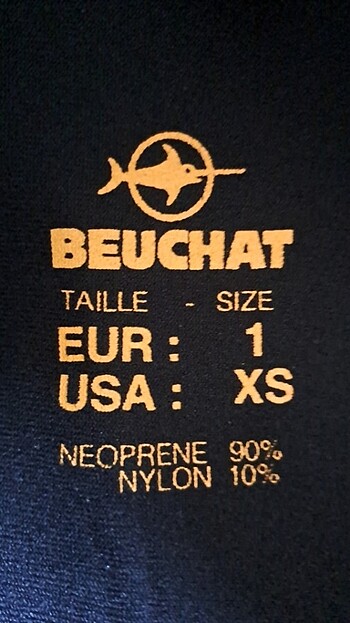 BEUCHAT
TAILLE - SIZE
EUR : 1
USA : XS
NEOPRENE 90%
NYLON 10%